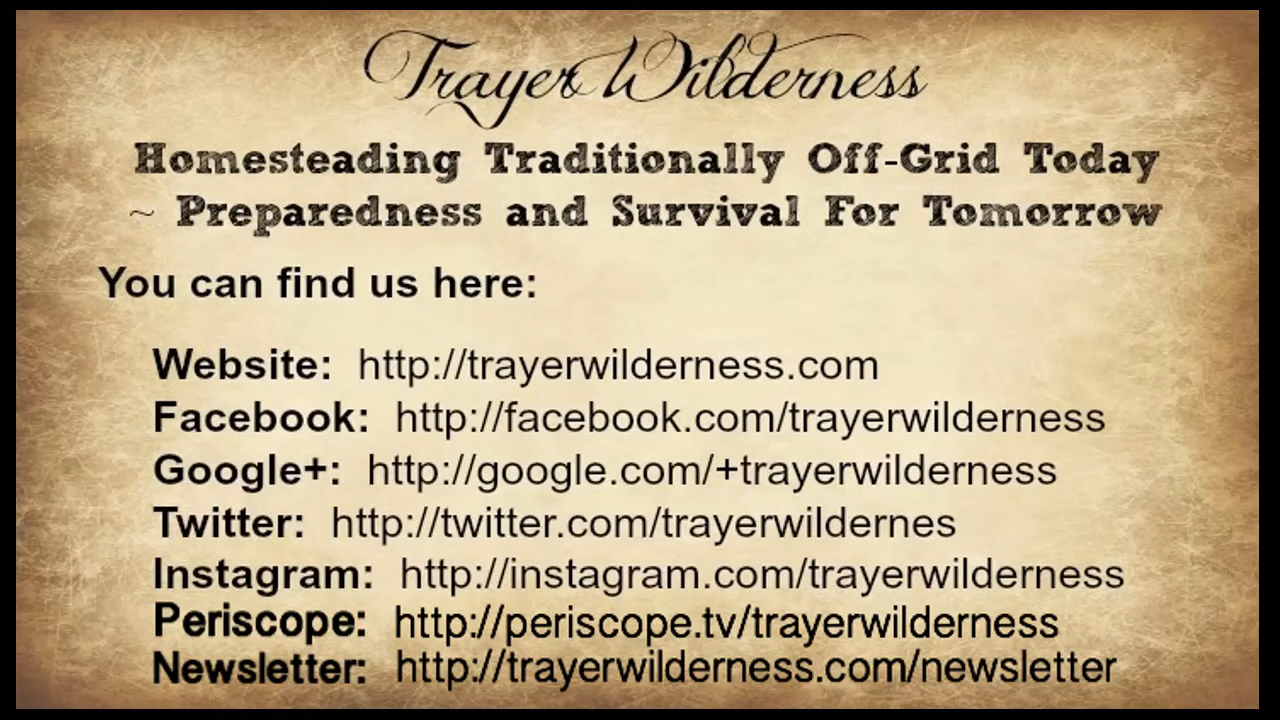 Trayer Wilderness
Homesteading Traditionally Off-Grid Today
~ Preparedness and Survival For Tomorrow
You can find us here:
Website: http://trayerwilderness.com
Facebook: http://facebook.com/trayerwilderness
Google+: http://google.com/+trayerwilderness
Twitter: http://twitter.com/trayerwildernes
Instagram: http://instagram.com/trayerwilderness
Periscope: http://periscope.tv/trayerwilderness
Newsletter: http://trayerwilderness.com/newsletter